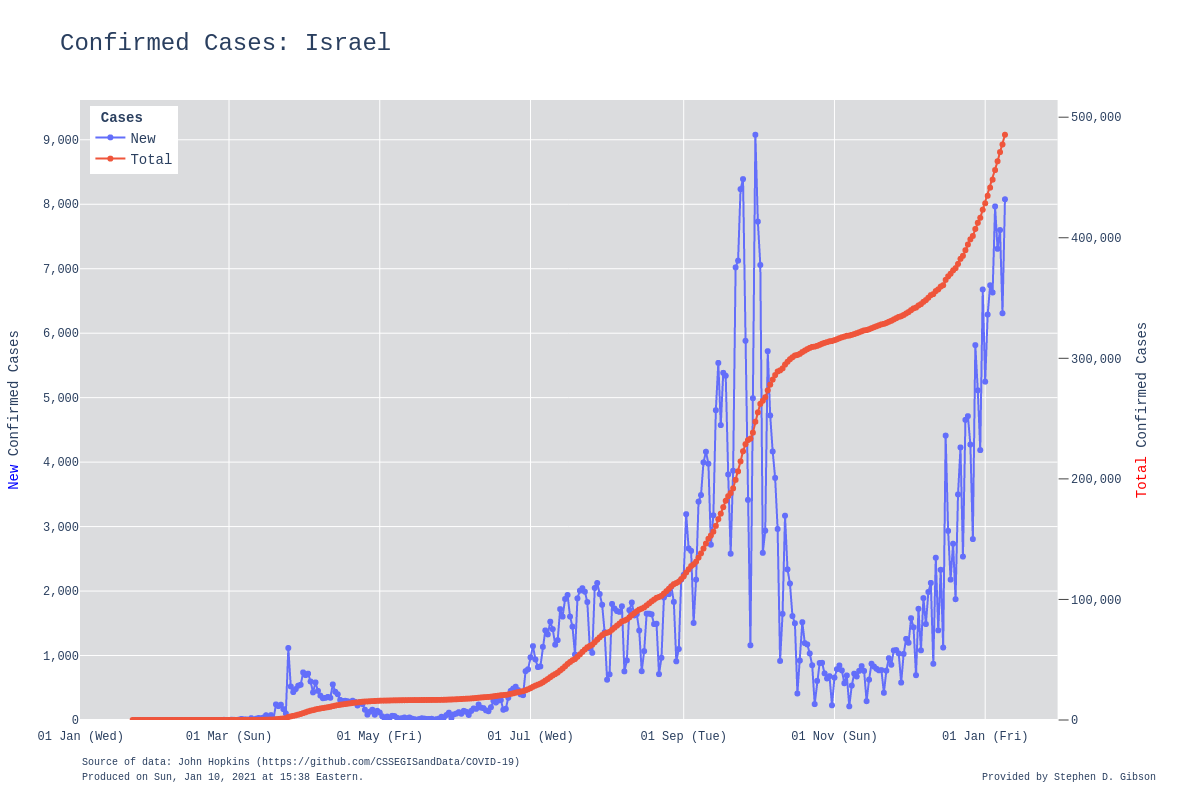 Confirmed Cases: Israel
Cases
New
Total
9,000
8,000
7,000
6,000
5,000
4,000
3,000
2,000
1,000
0
New Confirmed Cases
500,000
400,000
300,000
200,000
100,000
0
Total Confirmed Cases
01 Jan (Wed)
01 Mar (Sun)
01 May (Fri)
01 Jul (Wed)
01 Sep (Tue)
01 Nov (Sun)
01 Jan (Fri)
Source of data: John Hopkins (https://github.com/CSSEGISandData/COVID-19)
Produced on Sun, Jan 10, 2021 at 15:38 Eastern.
Provided by Stephen D. Gibson